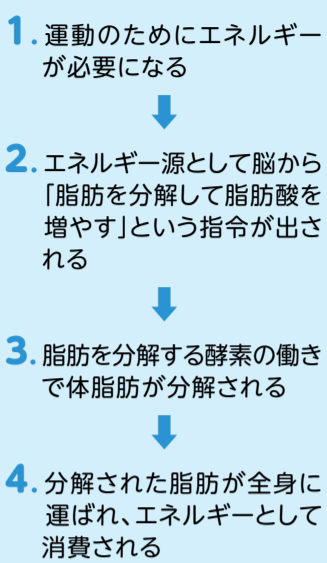 1. 運動のためにエネルギー
が必要になる
2. エネルギー源として脳から
「脂肪を分解して脂肪酸を
増やす」という指令が出さ
れる
3. 脂肪を分解する酵素の働き
で体脂肪が分解される
4. 分解された脂肪が全身に
運ばれ、エネルギーとして
消費される